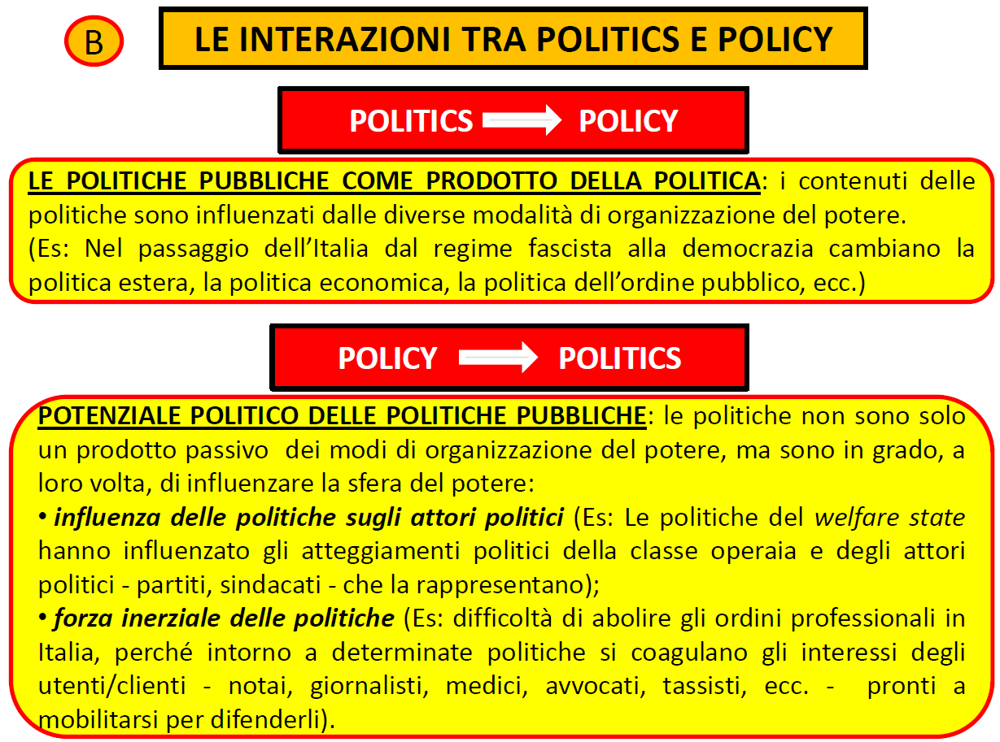 B
LE INTERAZIONI TRA POLITICS E POLICY
POLITICS POLICY
LE POLITICHE PUBBLICHE COME PRODOTTO DELLA POLITICA: i contenuti delle
politiche sono influenzati dalle diverse modalità di organizzazione del potere.
(Es: Nel passaggio dell’Italia dal regime fascista alla democrazia cambiano la
politica estera, la politica economica, la politica dell’ordine pubblico, ecc.)
POLICY POLITICS
POTENZIALE POLITICO DELLE POLITICHE PUBBLICHE: le politiche non sono solo
un prodotto passivo dei modi di organizzazione del potere, ma sono in grado, a
loro volta, di influenzare la sfera del potere:
• influenza delle politiche sugli attori politici (Es: Le politiche del welfare state
hanno influenzato gli atteggiamenti politici della classe operaia e degli attori
politici - partiti, sindacati - che la rappresentano);
• forza inerziale delle politiche (Es: difficoltà di abolire gli ordini professionali in
Italia, perché intorno a determinate politiche si coagulano gli interessi degli
utenti/clienti - notai, giornalisti, medici, avvocati, tassisti, ecc. - pronti a
mobilitarsi per difenderli).